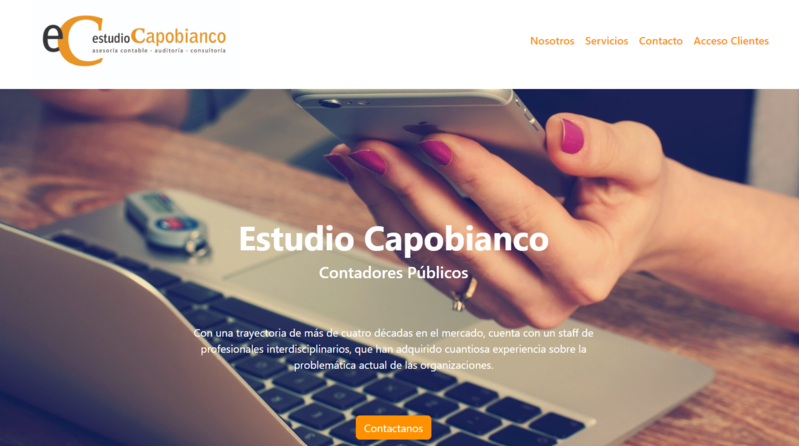 eC estudioCapobianco
asesoría contable - auditoría - consultoría
Nosotros Servicios Contacto Acceso Clientes
Estudio Capobianco
Contadores Públicos
Con una trayectoria de más de cuatro décadas en el mercado, cuenta con un staff de
profesionales interdisciplinarios, que han adquirido cuantiosa experiencia sobre la
problemática actual de las organizaciones.
Contactanos